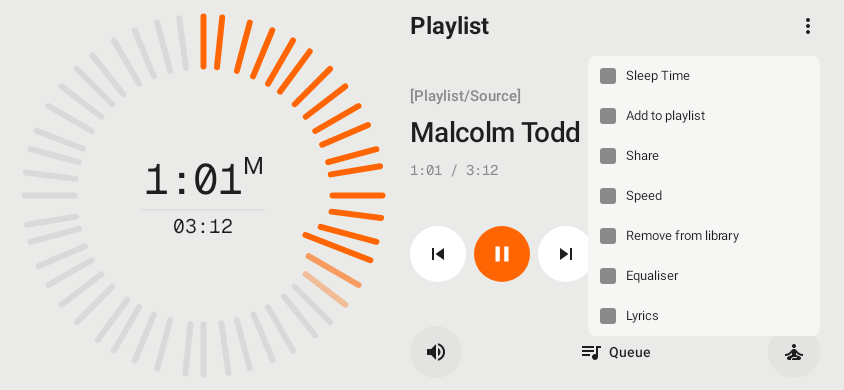 1:01M
03:12
Playlist
[Playlist/Source]
Malcolm Todd
1:01 / 3:12
Sleep Time
Add to playlist
Share
Speed
Remove from library
Equaliser
Lyrics
Queue